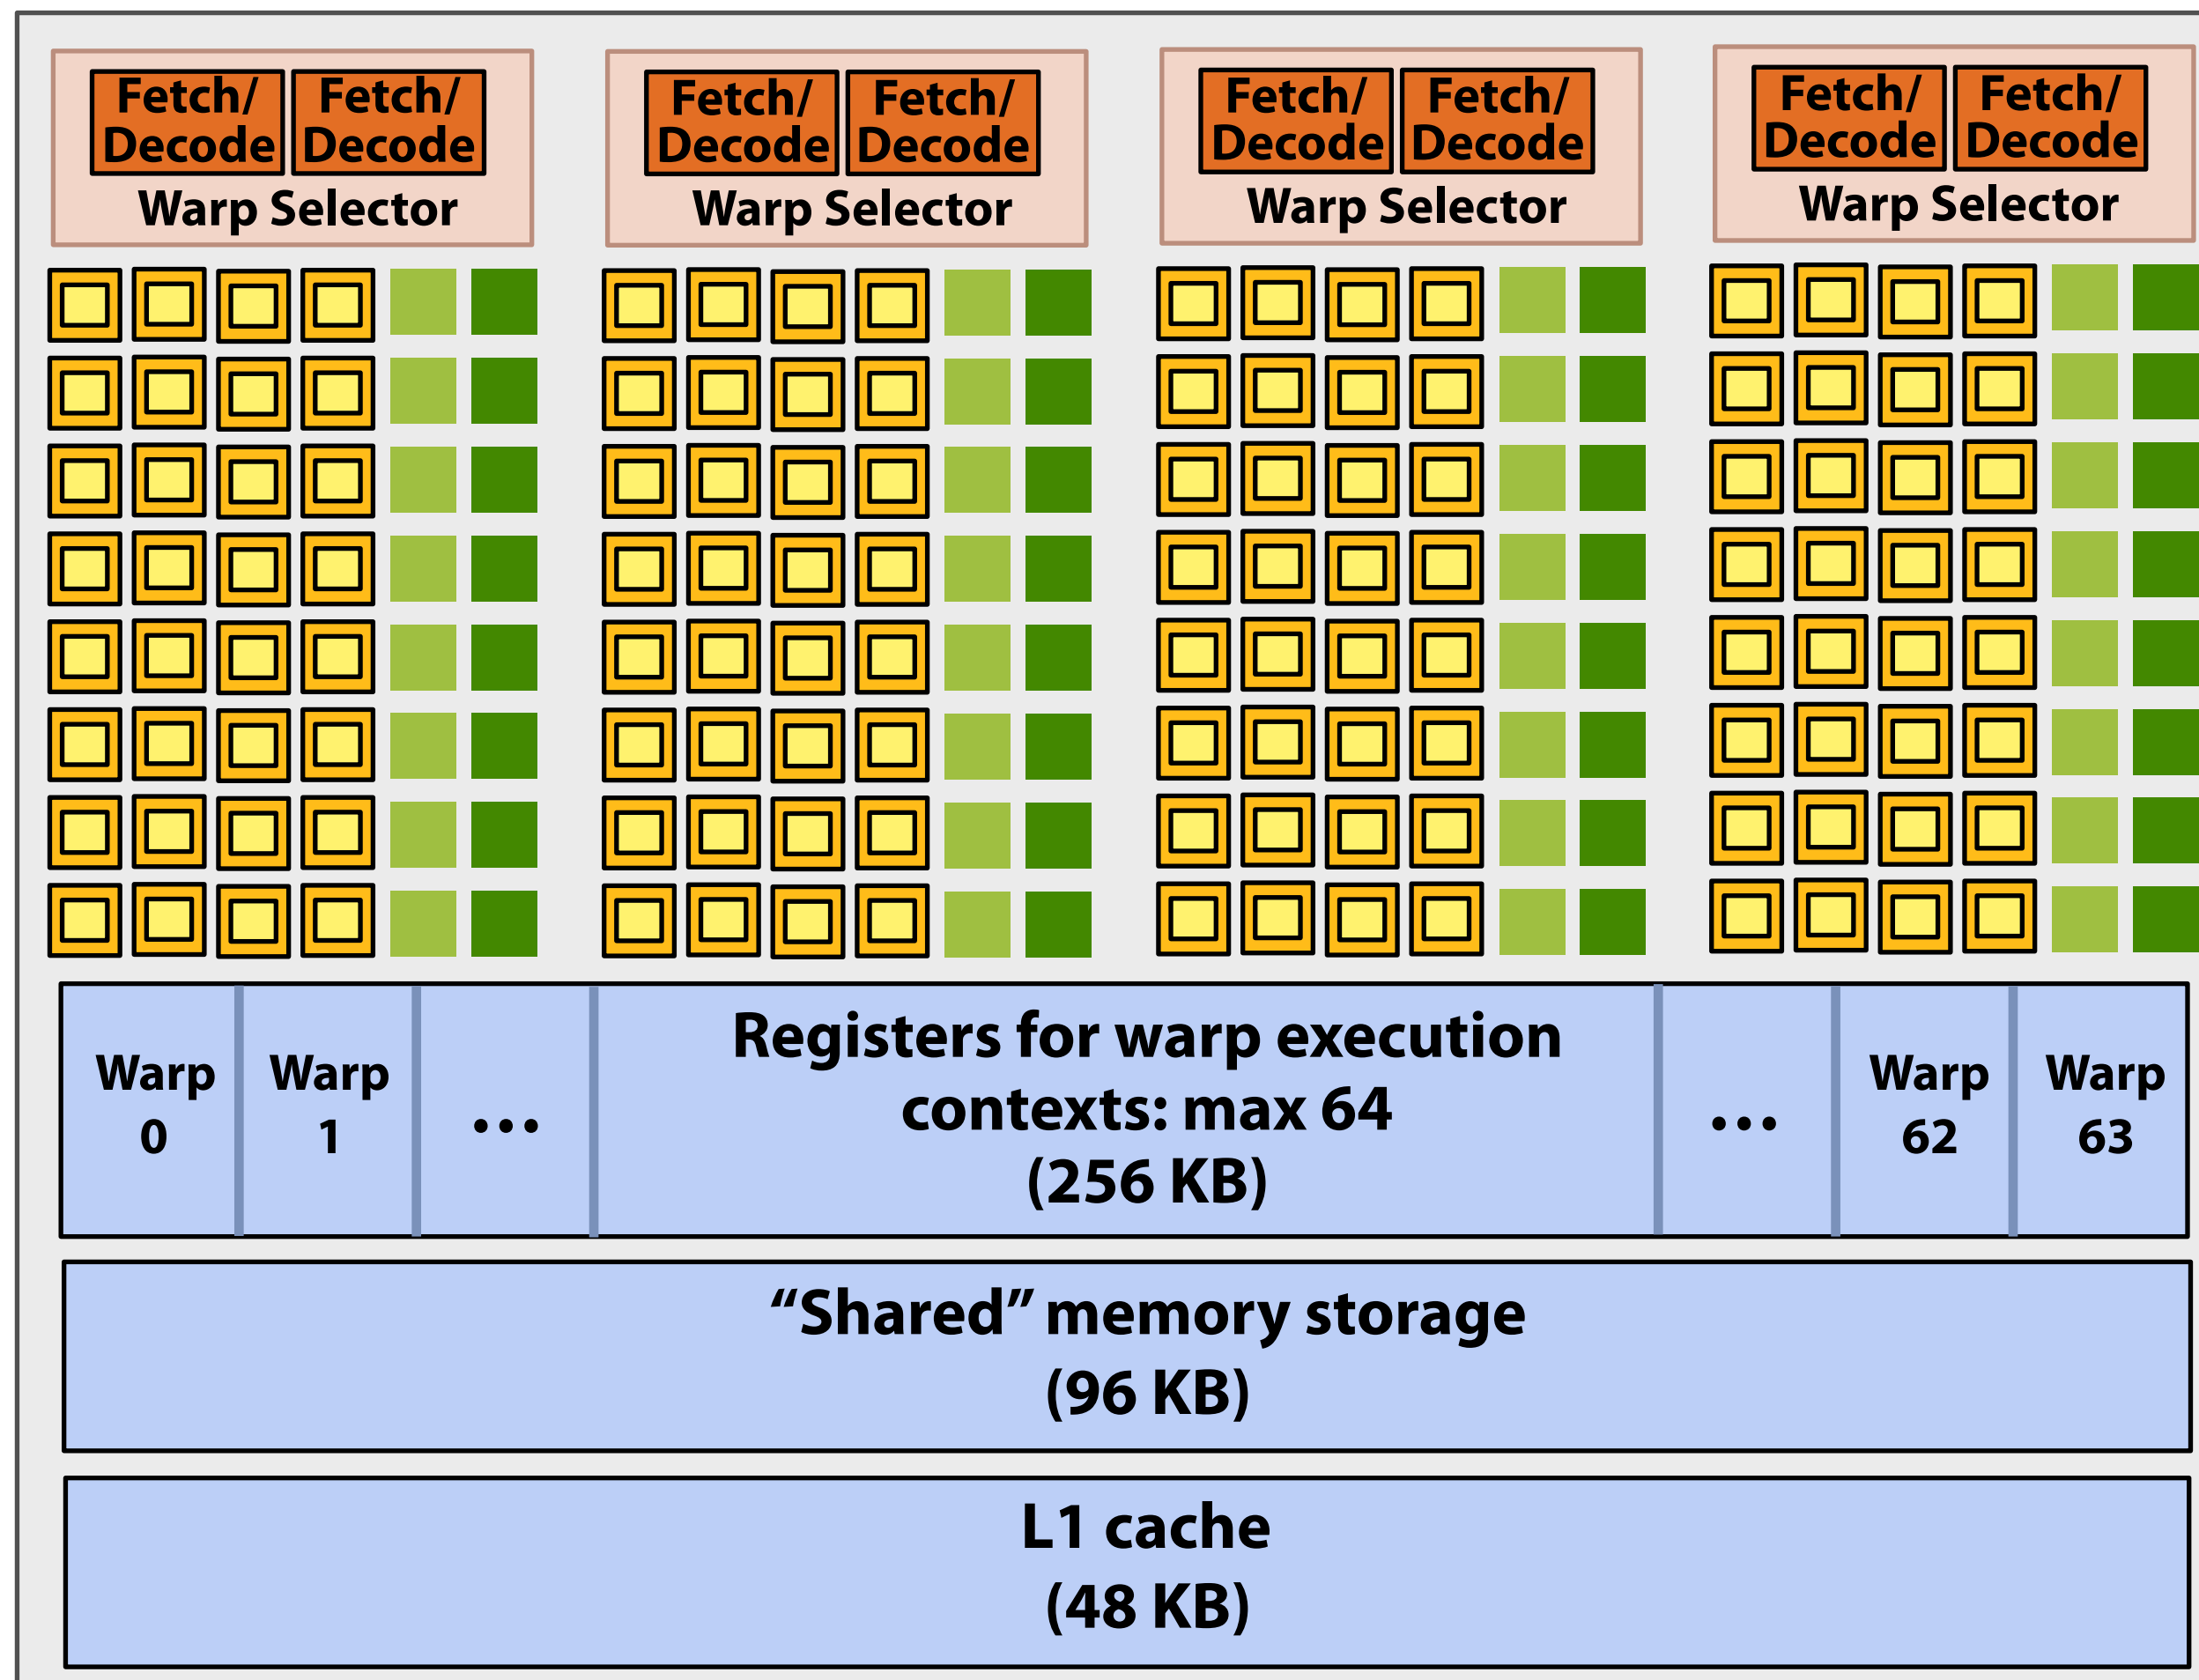 Fetch/
Decode
Fetch/
Decode
Warp Selector
Fetch/
Decode
Fetch/
Decode
Warp Selector
Fetch/
Decode
Fetch/
Decode
Warp Selector
Fetch/
Decode
Fetch/
Decode
Warp Selector
Warp
0
Warp
1
...
Registers for warp execution
contexts: max 64
(256 KB)
...
Warp
62
Warp
63
“Shared” memory storage
(96 KB)
L1 cache
(48 KB)